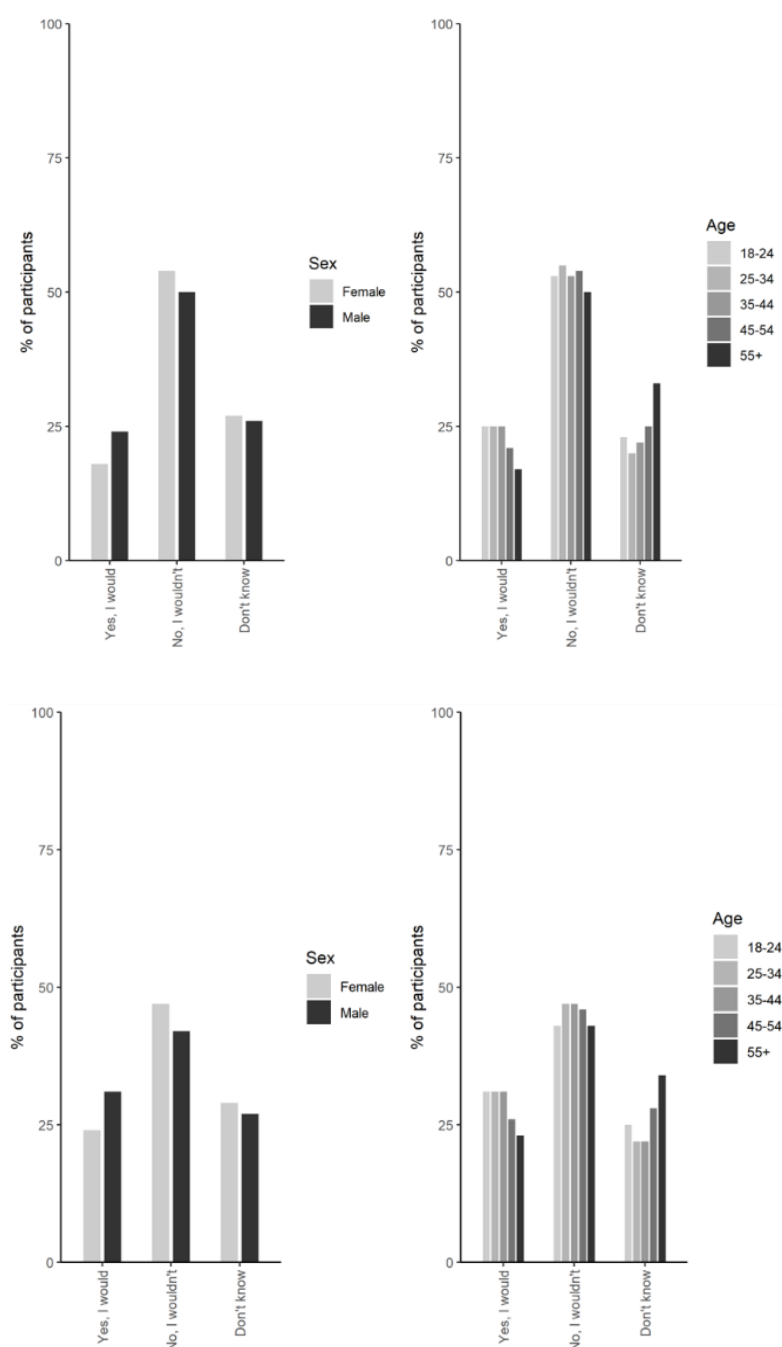 100
75
50
25
0
% of participants
Yes, I would
No, I wouldn't
Don't know
Sex
Female
Male
100
75
50
25
0
% of participants
Yes, I would
No, I wouldn't
Don't know
Age
18-24
25-34
35-44
45-54
55+
100
75
50
25
0
% of participants
Yes, I would
No, I wouldn't
Don't know
Sex
Female
Male
100
75
50
25
0
% of participants
Yes, I would
No, I wouldn't
Don't know
Age
18-24
25-34
35-44
45-54
55+